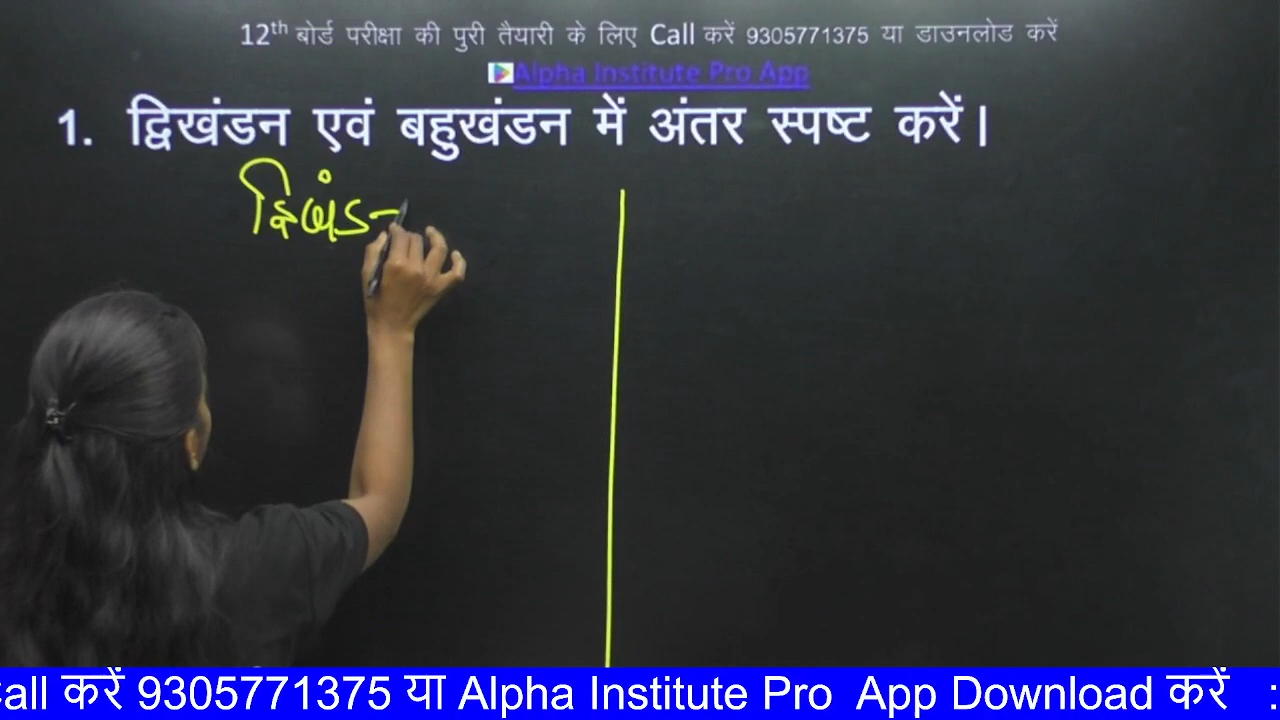 12th बोर्ड परीक्षा की पुरी तैयारी के लिए Call करें 9305771375 या डाउनलोड करें
Alpha Institute Pro App
1. द्विखंडन एवं बहुखंडन में अंतर स्पष्ट करें।
द्विखंडन
Call करें 9305771375 या Alpha Institute Pro App Download करें :